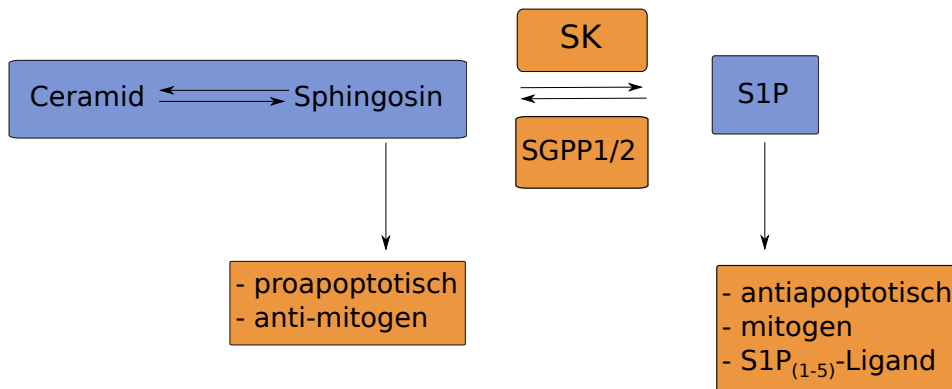 SK
Ceramid
Sphingosin
S1P
SGPP1/2
- proapoptotisch
- anti-mitogen
- antiapoptotisch
- mitogen
- S1P(1-5)-Ligand